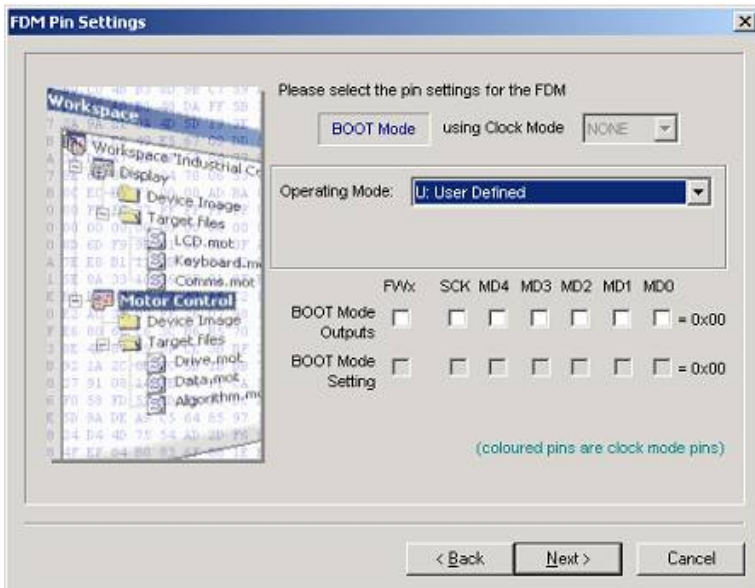 FDM Pin Settings
Please select the pin settings for the FDM
BOOT Mode using Clock Mode NONE
Operating Mode: U: User Defined
FWx SCK MD4 MD3 MD2 MD1 MD0
BOOT Mode Outputs = 0x00
BOOT Mode Setting = 0x00
(coloured pins are clock mode pins)
Workspace
Workspace "Industrial Co
Display
Device Image
Target Files
LCD.mot
Keyboard.m
Comms.mot
Motor Control
Device Image
Target Files
Drive.mot
Data.mot
Algorithm.mo
< Back Next > Cancel